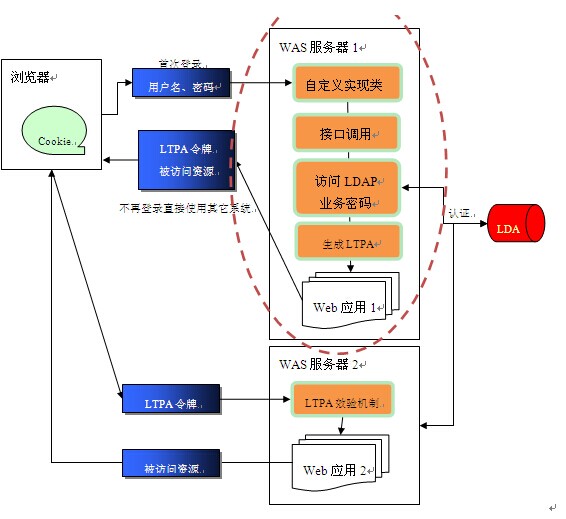 WAS 服务器 1
浏览器
首次登录
用户名、密码
自定义实现类
Cookie
接口调用
LTPA 令牌
被访问资源
访问 LDAP
业务密码
不再登录直接使用其它系统
认证
LDA
生成 LTPA
Web 应用 1
WAS 服务器 2
LTPA 令牌
LTPA 效验机制
被访问资源
Web 应用 2